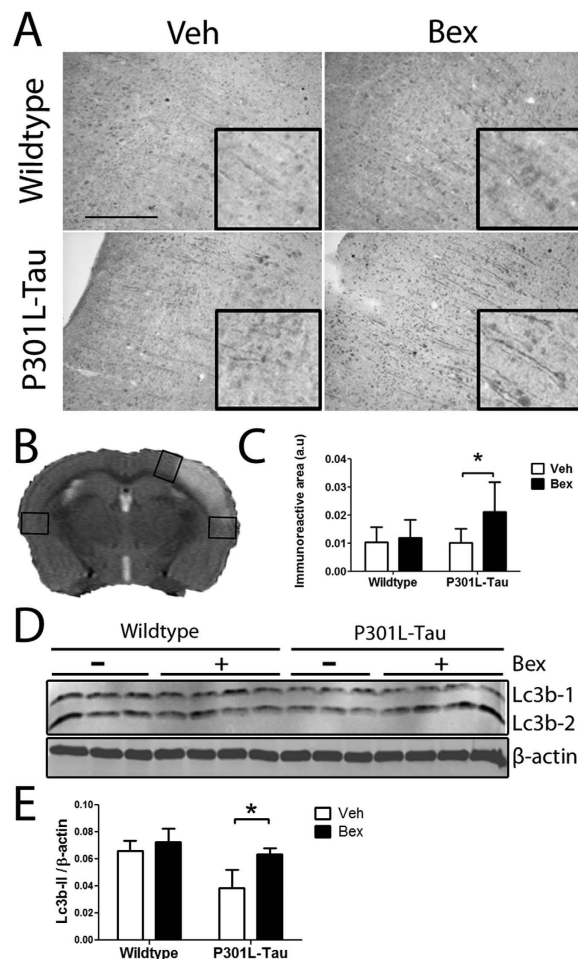 A
Veh
Bex
Wildtype
P301L-Tau
B
C
Immunoreactive area (a.u)
0.04
0.03
0.02
0.01
0.00
*
Veh
Bex
Wildtype
P301L-Tau
D
Wildtype
P301L-Tau
– + – + Bex
Lc3b-1
Lc3b-2
β-actin
E
Lc3b-II / β-actin
0.10
0.08
0.06
0.04
0.02
0.00
*
Veh
Bex
Wildtype
P301L-Tau